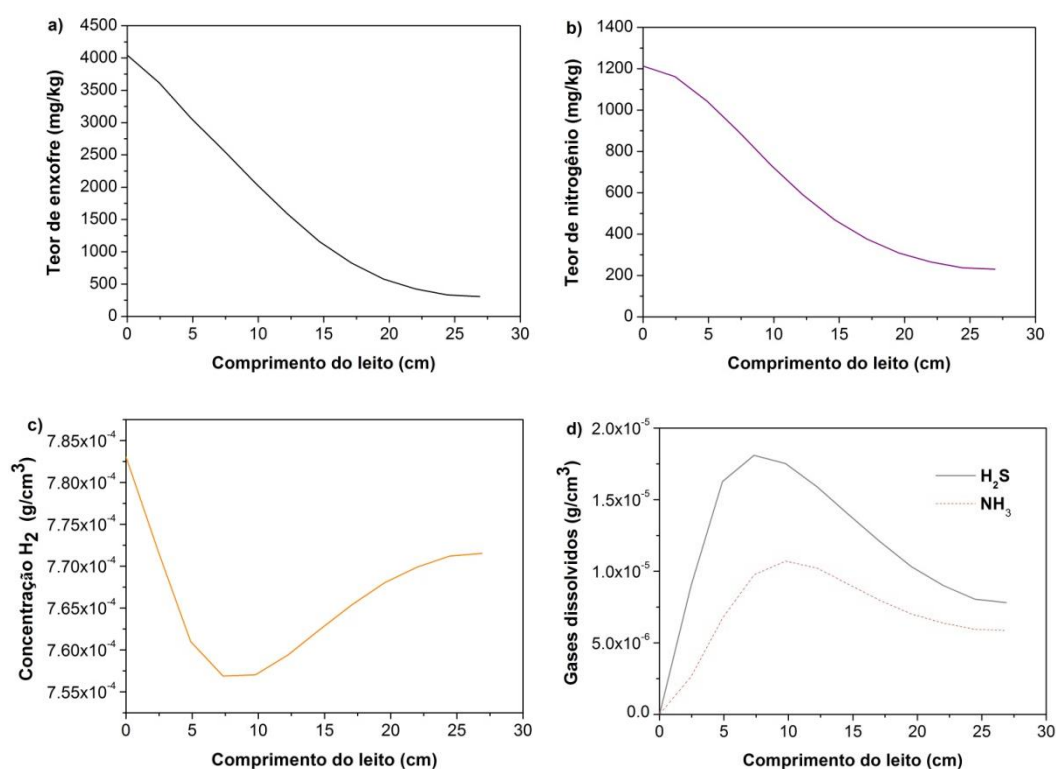 a)
4500
4000
3500
3000
2500
2000
1500
1000
500
0
Teor de enxofre (mg/kg)
0 5 10 15 20 25 30
Comprimento do leito (cm)
b)
1400
1200
1000
800
600
400
200
0
Teor de nitrogênio (mg/kg)
0 5 10 15 20 25 30
Comprimento do leito (cm)
c)
7.85x10⁻⁴
7.80x10⁻⁴
7.75x10⁻⁴
7.70x10⁻⁴
7.65x10⁻⁴
7.60x10⁻⁴
7.55x10⁻⁴
Concentração H₂ (g/cm³)
0 5 10 15 20 25 30
Comprimento do leito (cm)
d)
2.0x10⁻⁵
1.5x10⁻⁵
1.0x10⁻⁵
5.0x10⁻⁶
0.0
Gases dissolvidos (g/cm³)
H₂S
NH₃
0 5 10 15 20 25 30
Comprimento do leito (cm)